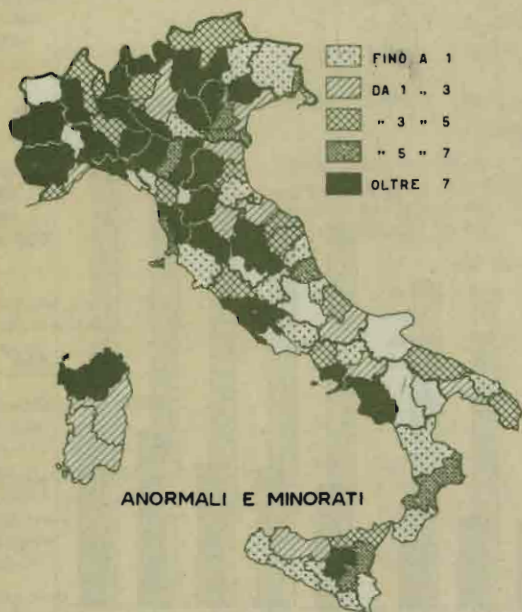 FINO A 1
DA 1 „ 3
„ 3 „ 5
„ 5 „ 7
OLTRE 7
ANORMALI E MINORATI